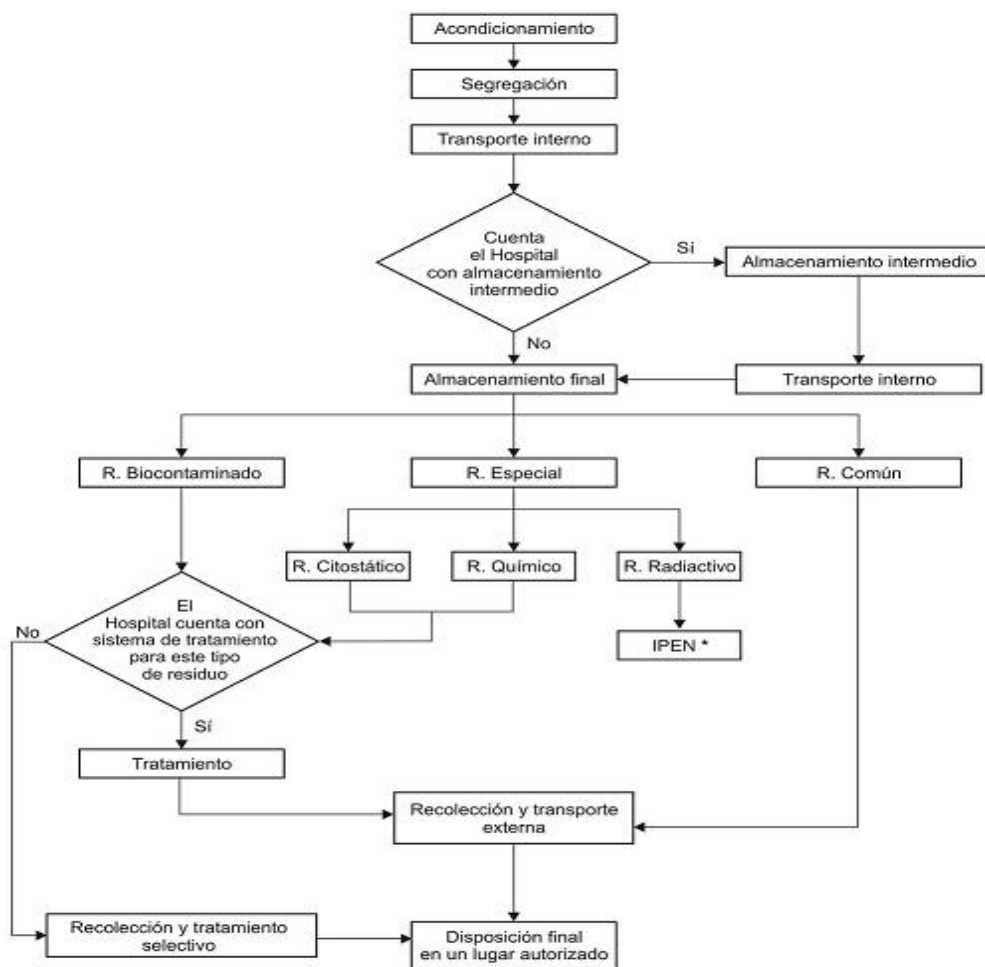 Acondicionamiento
Segregación
Transporte interno
Cuenta
el Hospital
con almacenamiento
intermedio
Sí
Almacenamiento intermedio
No
Almacenamiento final
Transporte interno
R. Biocontaminado
R. Especial
R. Común
R. Citostático
R. Químico
R. Radiactivo
El
Hospital cuenta con
sistema de tratamiento
para este tipo
de residuo
No
IPEN *
Sí
Tratamiento
Recolección y transporte
externa
Recolección y tratamiento
selectivo
Disposición final
en un lugar autorizado